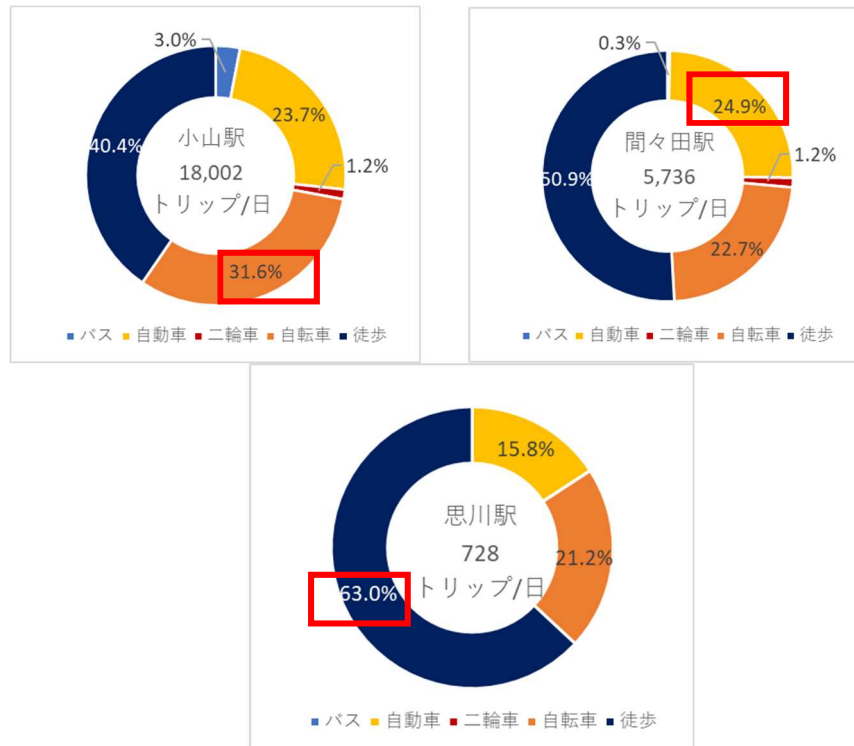 3.0%
23.7%
40.4%
1.2%
31.6%
小山駅
18,002
トリップ/日
■ バス ■ 自動車 ■ 二輪車 ■ 自転車 ■ 徒歩
0.3%
24.9%
1.2%
50.9%
22.7%
間々田駅
5,736
トリップ/日
■ バス ■ 自動車 ■ 二輪車 ■ 自転車 ■ 徒歩
15.8%
21.2%
63.0%
思川駅
728
トリップ/日
■ バス ■ 自動車 ■ 二輪車 ■ 自転車 ■ 徒歩